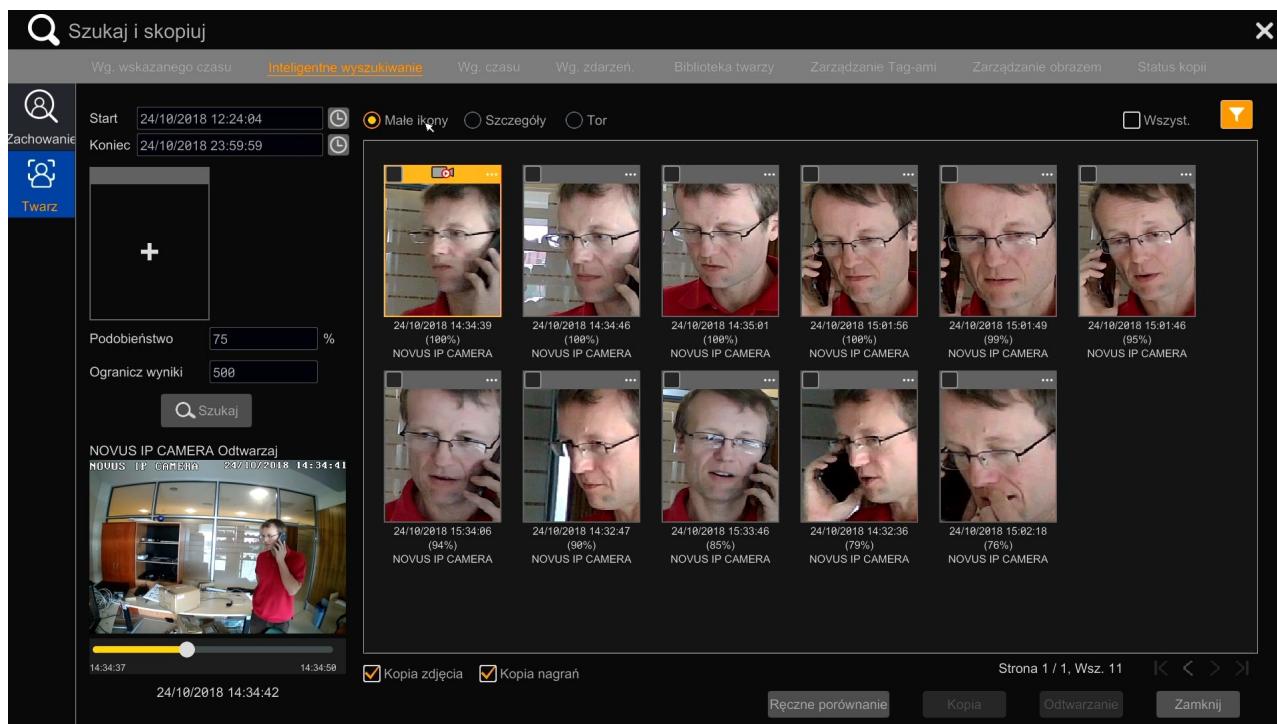 Szukaj i skopiuj
Wg. wskazanego czasu Inteligentne wyszukiwanie Wg. czasu Wg. zdarzeń. Biblioteka twarzy Zarządzanie Tag-ami Zarządzanie obrazem Status kopii
Zachowanie
Twarz
Start 24/10/2018 12:24:04
Koniec 24/10/2018 23:59:59
Podobieństwo 75 %
Ogranicz wyniki 500
Szukaj
NOVUS IP CAMERA Odtwarzaj
NOVUS IP CAMERA 24/10/2018 14:34:41
14:34:37 14:34:50
24/10/2018 14:34:42
Małe ikony Szczegóły Tor Wszyst.
24/10/2018 14:34:39 24/10/2018 14:34:46 24/10/2018 14:35:01 24/10/2018 15:01:56 24/10/2018 15:01:49 24/10/2018 15:01:46
(100%) (100%) (100%) (100%) (99%) (95%)
NOVUS IP CAMERA NOVUS IP CAMERA NOVUS IP CAMERA NOVUS IP CAMERA NOVUS IP CAMERA NOVUS IP CAMERA
24/10/2018 15:34:06 24/10/2018 14:32:47 24/10/2018 15:33:46 24/10/2018 14:32:36 24/10/2018 15:02:18
(94%) (90%) (85%) (79%) (76%)
NOVUS IP CAMERA NOVUS IP CAMERA NOVUS IP CAMERA NOVUS IP CAMERA NOVUS IP CAMERA
Kopia zdjęcia Kopia nagrań Strona 1 / 1, Wsz. 11
Ręczne porównanie Kopia Odtwarzanie Zamknij